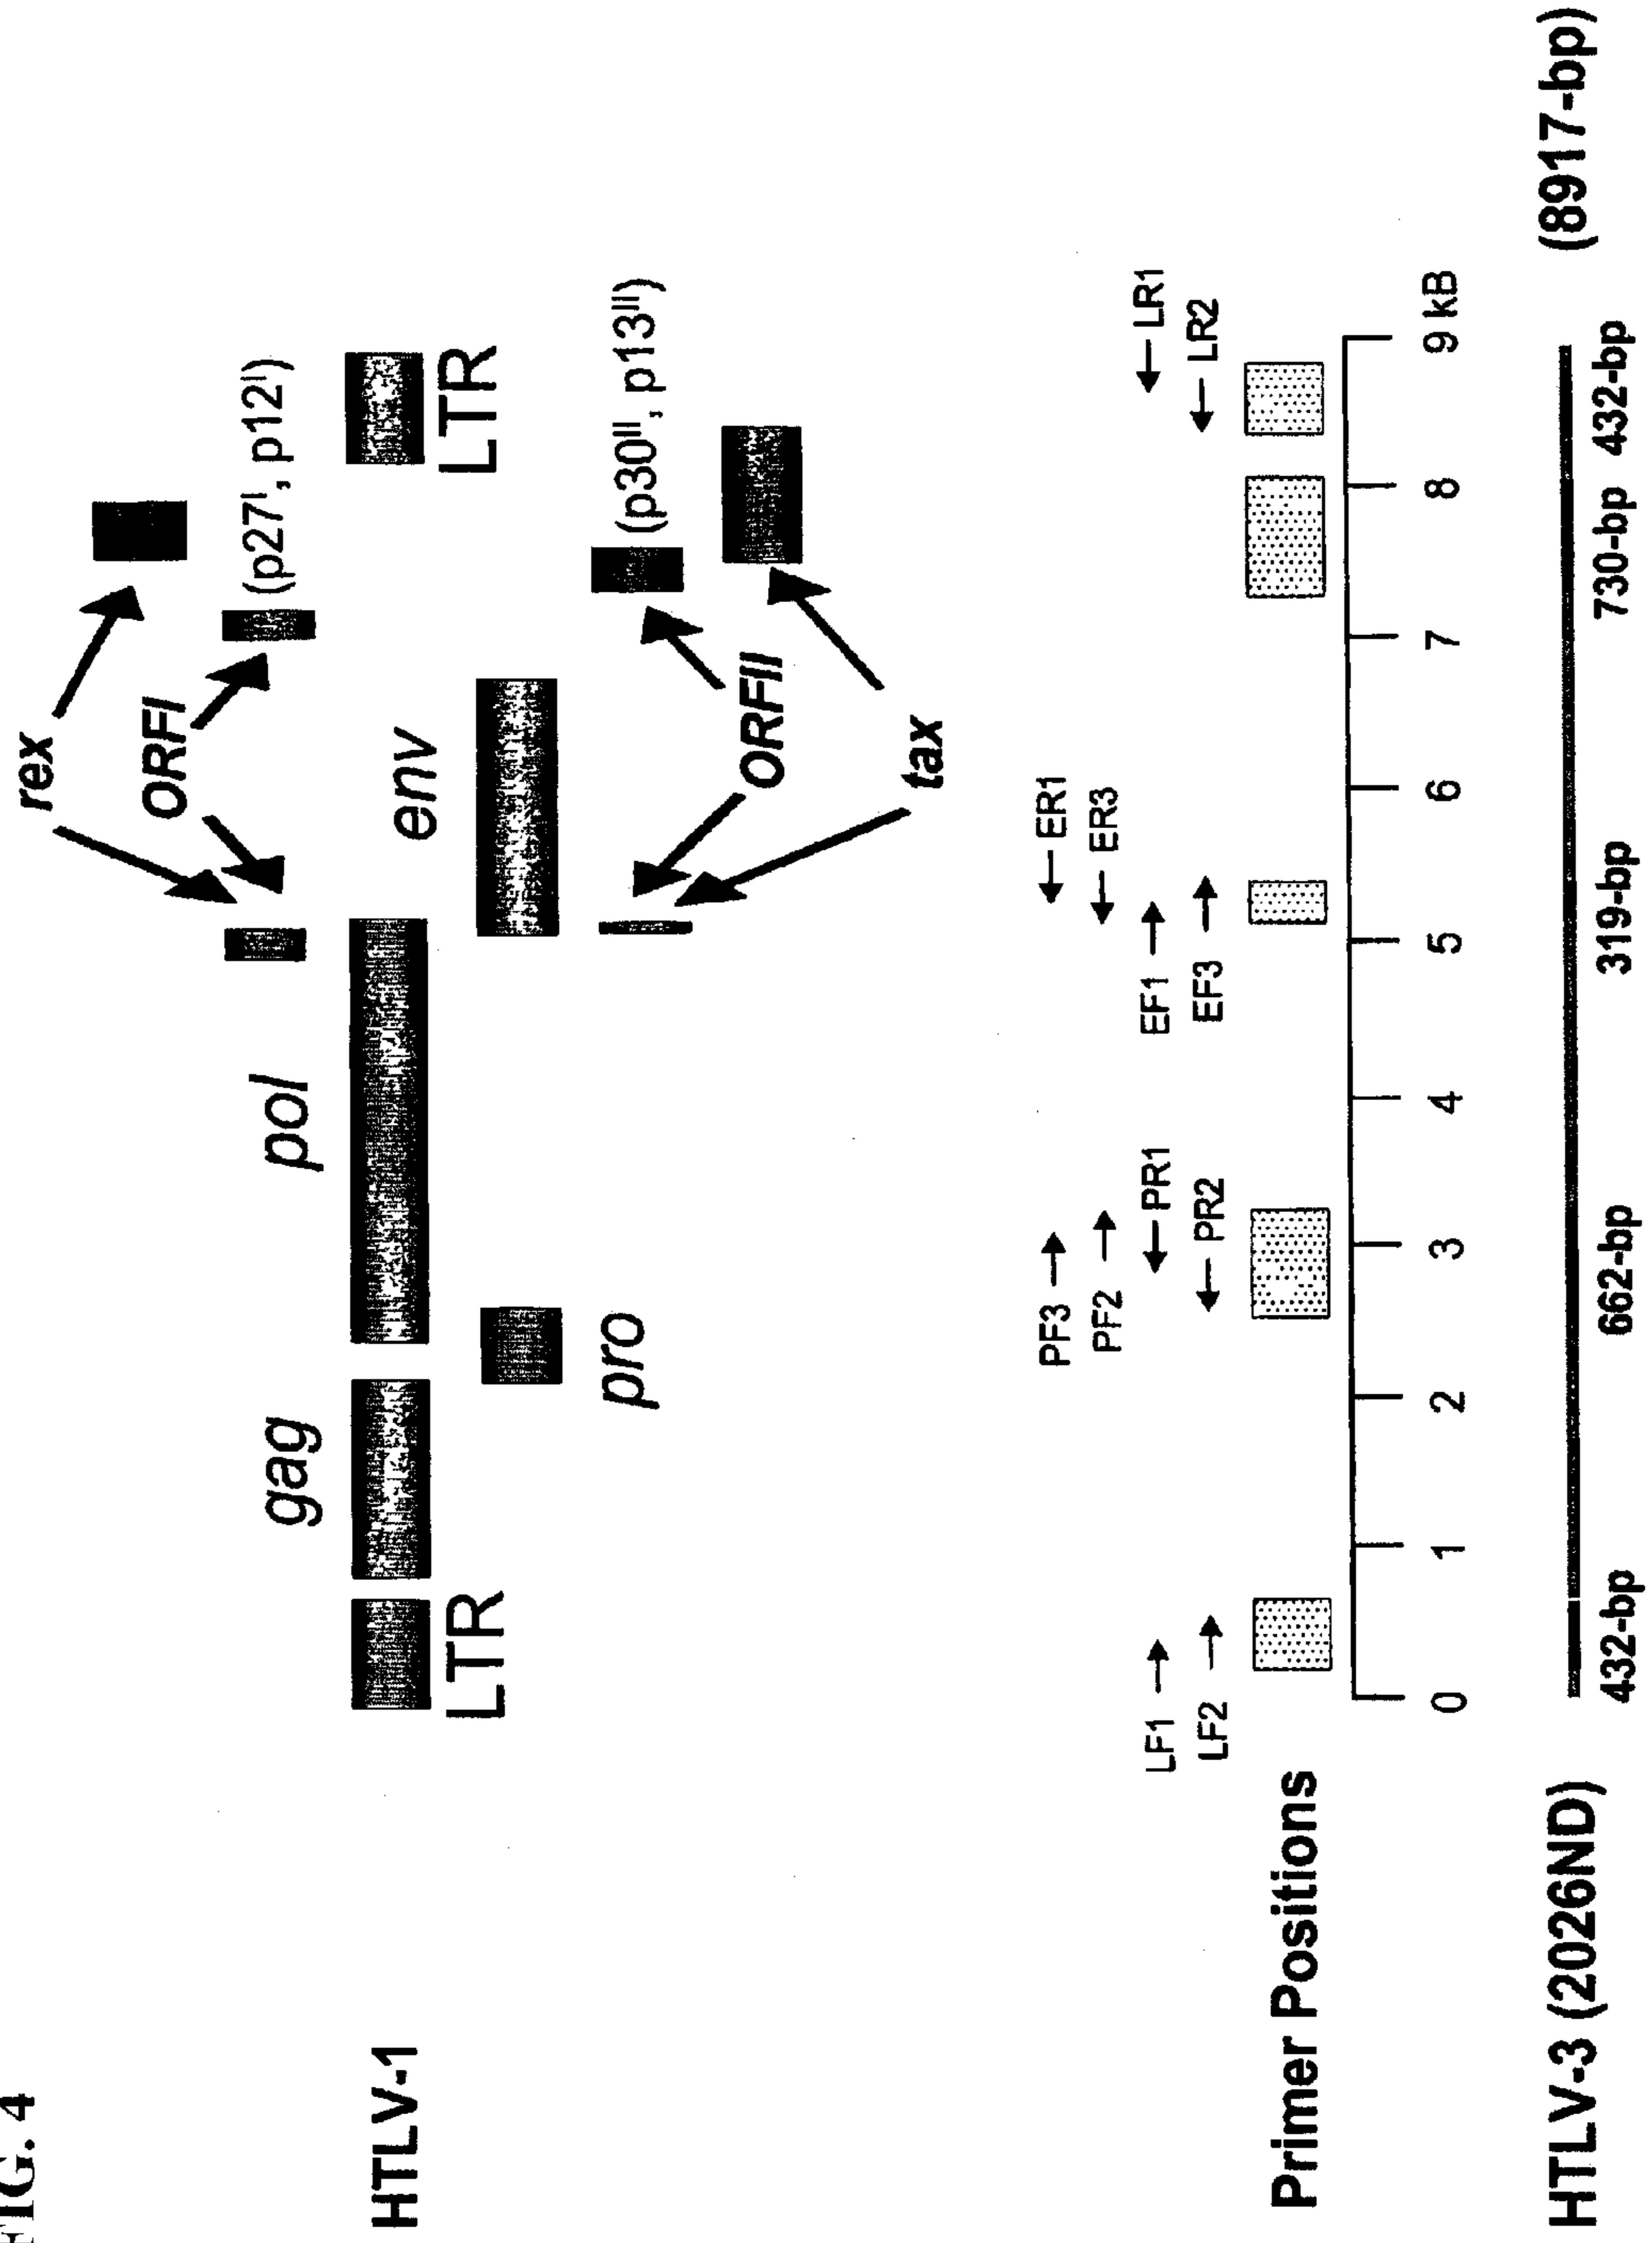 FIG. 4
rex
ORFI
(p27ᴵ, p12ᴵ)
gag
pol
env
HTLV-1
LTR
LTR
pro
(p30ᴵᴵ, p13ᴵᴵ)
ORFII
tax
PF3
ER1
PF2
ER3
LF1
PR1
EF1
LR1
LF2
PR2
EF3
LR2
Primer Positions
0 1 2 3 4 5 6 7 8 9 kB
HTLV-3 (2026ND)
(8917-bp)
432-bp 662-bp 319-bp 730-bp 432-bp